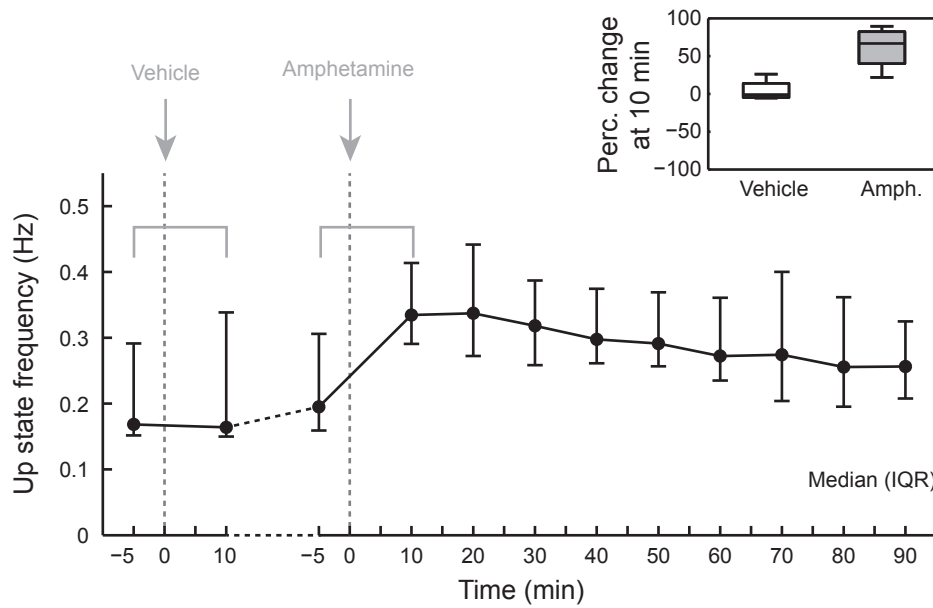 Vehicle
Amphetamine
Perc. change
at 10 min
100
50
0
−50
−100
Vehicle
Amph.
Up state frequency (Hz)
0.5
0.4
0.3
0.2
0.1
0
Median (IQR)
−5 0 10 −5 0 10 20 30 40 50 60 70 80 90
Time (min)